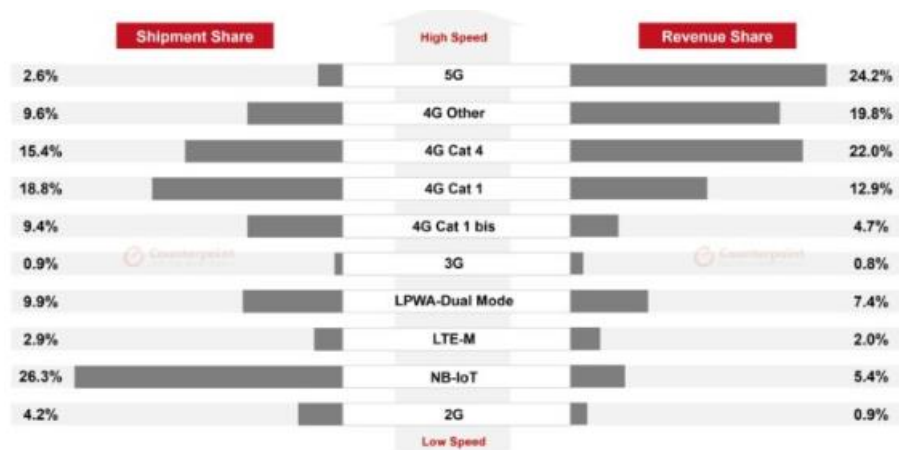 Shipment Share High Speed Revenue Share
2.6% 5G 24.2%
9.6% 4G Other 19.8%
15.4% 4G Cat 4 22.0%
18.8% 4G Cat 1 12.9%
9.4% 4G Cat 1 bis 4.7%
Counterpoint Counterpoint
0.9% 3G 0.8%
9.9% LPWA-Dual Mode 7.4%
2.9% LTE-M 2.0%
26.3% NB-IoT 5.4%
4.2% 2G 0.9%
Low Speed